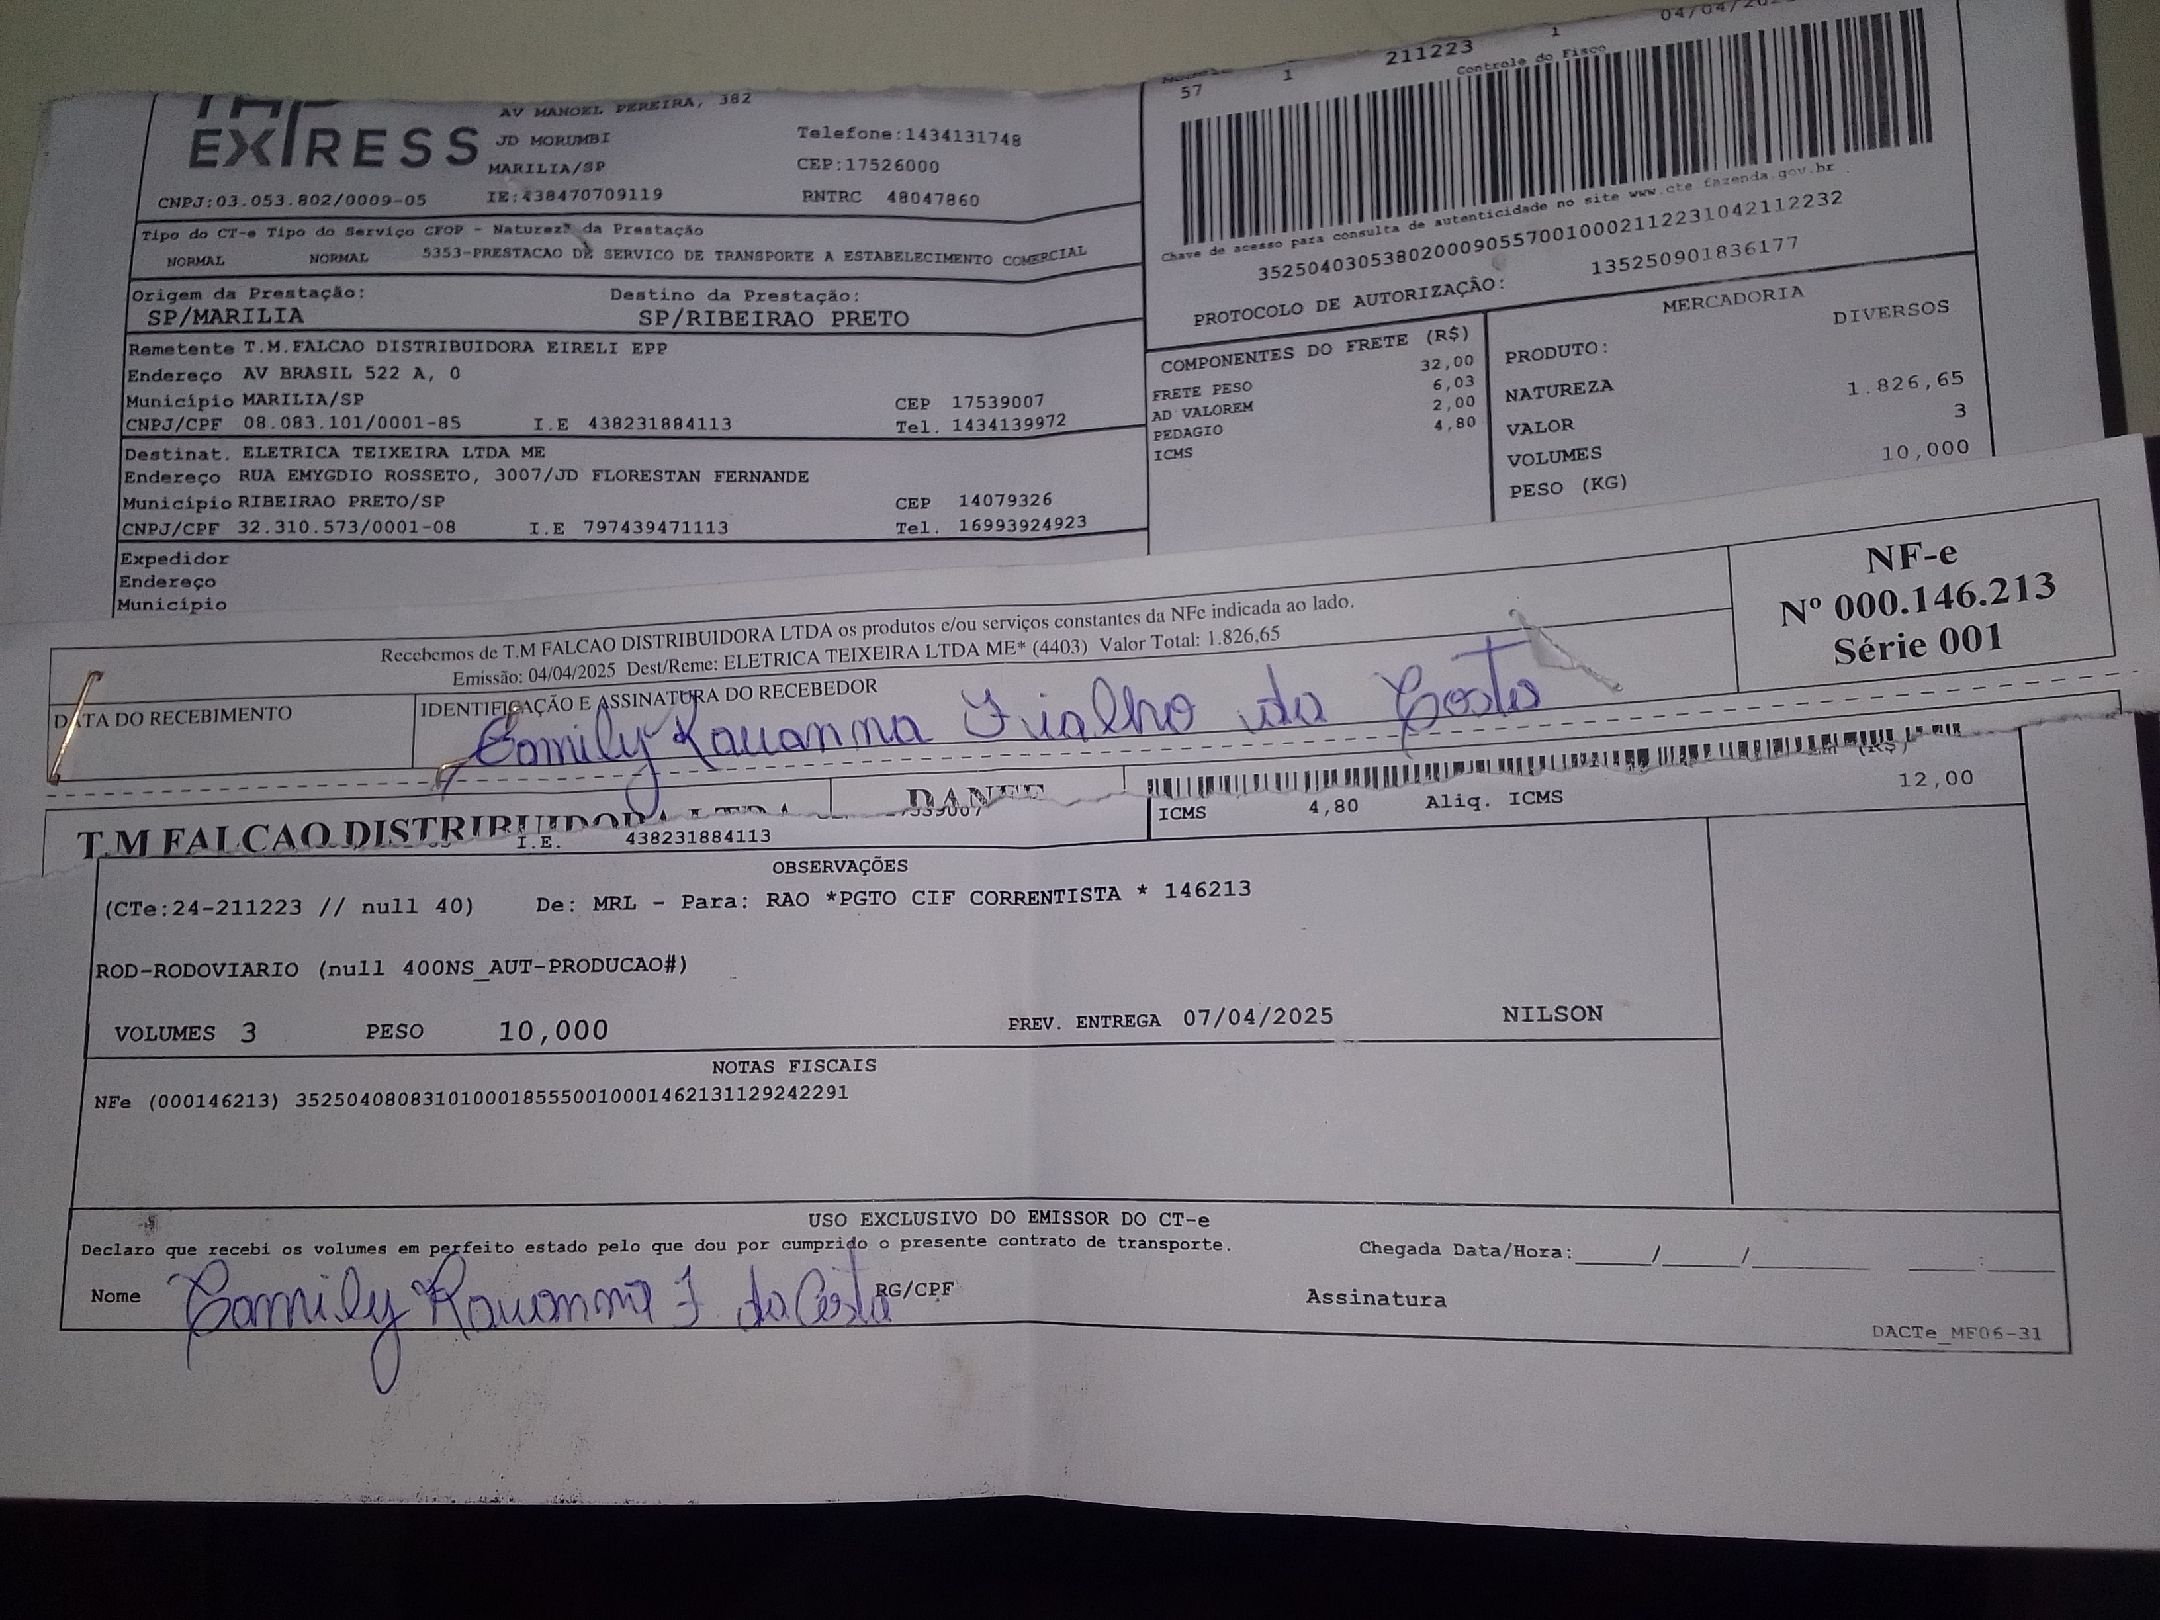 211223 1 04/04/
57 1 Controle do Fisco
EXPRESS
AV MANOEL PEREIRA, 382
JD MORUMBI Telefone:1434131748
MARILIA/SP CEP:17526000
CNPJ:03.053.802/0009-05 IE:438470709119 RNTRC 48047860
Chave de acesso para consulta de autenticidade no site www.cte.fazenda.gov.br
35250403053802000905570010002112231042112232
PROTOCOLO DE AUTORIZAÇÃO: 135250901836177
Tipo do CT-e Tipo do Serviço CFOP - Natureza da Prestação
NORMAL NORMAL 5353-PRESTACAO DE SERVICO DE TRANSPORTE A ESTABELECIMENTO COMERCIAL
Origem da Prestação: Destino da Prestação:
SP/MARILIA SP/RIBEIRAO PRETO
Remetente T.M.FALCAO DISTRIBUIDORA EIRELI EPP
Endereço AV BRASIL 522 A, 0
Município MARILIA/SP CEP 17539007
CNPJ/CPF 08.083.101/0001-85 I.E 438231884113 Tel. 1434139972
Destinat. ELETRICA TEIXEIRA LTDA ME
Endereço RUA EMYGDIO ROSSETO, 3007/JD FLORESTAN FERNANDE
Município RIBEIRAO PRETO/SP CEP 14079326
CNPJ/CPF 32.310.573/0001-08 I.E 797439471113 Tel. 16993924923
Expedidor
Endereço
Município
COMPONENTES DO FRETE (R$)
FRETE PESO 32,00
AD VALOREM 6,03
PEDAGIO 2,00
ICMS 4,80
MERCADORIA
PRODUTO: DIVERSOS
NATUREZA
VALOR 1.826,65
VOLUMES 3
PESO (KG) 10,000
Recebemos de T.M FALCAO DISTRIBUIDORA LTDA os produtos e/ou serviços constantes da NFe indicada ao lado.
Emissão: 04/04/2025 Dest/Reme: ELETRICA TEIXEIRA LTDA ME* (4403) Valor Total: 1.826,65
DATA DO RECEBIMENTO IDENTIFICAÇÃO E ASSINATURA DO RECEBEDOR
Camily Kauanna Fialho da Costa
NF-e
Nº 000.146.213
Série 001
T.M FALCAO DISTRIBUIDORA LTDA DANFE
I.E. 438231884113
ICMS 4,80 Aliq. ICMS 12,00
OBSERVAÇÕES
(CTe:24-211223 // null 40) De: MRL - Para: RAO *PGTO CIF CORRENTISTA * 146213
ROD-RODOVIARIO (null 400NS_AUT-PRODUCAO#)
VOLUMES 3 PESO 10,000 PREV. ENTREGA 07/04/2025 NILSON
NOTAS FISCAIS
NFe (000146213) 35250408083101000185550010001462131129242291
USO EXCLUSIVO DO EMISSOR DO CT-e
Declaro que recebi os volumes em perfeito estado pelo que dou por cumprido o presente contrato de transporte. Chegada Data/Hora:____/____/____ ____:____
Nome Camily Kauanna F da Costa RG/CPF Assinatura
DACTe_MF06-31